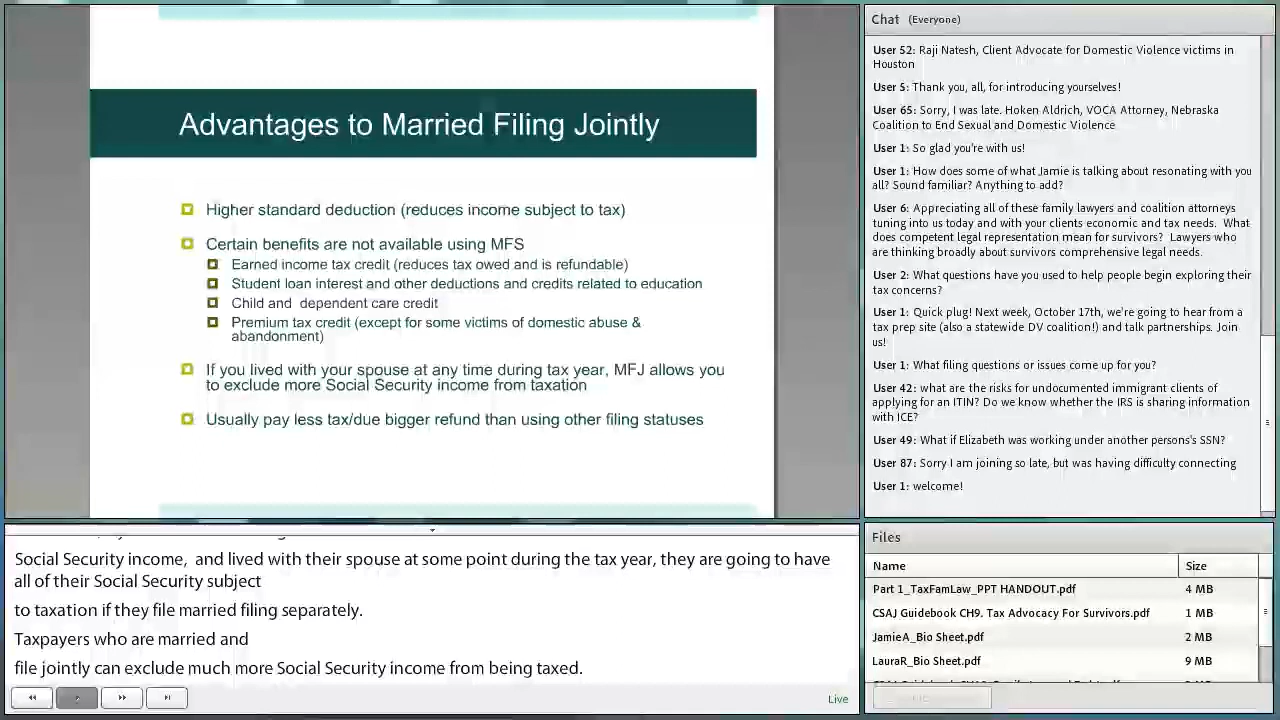 Advantages to Married Filing Jointly
Higher standard deduction (reduces income subject to tax)
Certain benefits are not available using MFS
Earned income tax credit (reduces tax owed and is refundable)
Student loan interest and other deductions and credits related to education
Child and dependent care credit
Premium tax credit (except for some victims of domestic abuse &
abandonment)
If you lived with your spouse at any time during tax year, MFJ allows you
to exclude more Social Security income from taxation
Usually pay less tax/due bigger refund than using other filing statuses
Social Security income, and lived with their spouse at some point during the tax year, they are going to have
all of their Social Security subject
to taxation if they file married filing separately.
Taxpayers who are married and
file jointly can exclude much more Social Security income from being taxed.
Live
Chat (Everyone)
User 52: Raji Natesh, Client Advocate for Domestic Violence victims in
Houston
User 5: Thank you, all, for introducing yourselves!
User 65: Sorry, I was late. Hoken Aldrich, VOCA Attorney, Nebraska
Coalition to End Sexual and Domestic Violence
User 1: So glad you're with us!
User 1: How does some of what Jamie is talking about resonating with you
all? Sound familiar? Anything to add?
User 6: Appreciating all of these family lawyers and coalition attorneys
tuning into us today and with your clients economic and tax needs. What
does competent legal representation mean for survivors? Lawyers who
are thinking broadly about survivors comprehensive legal needs.
User 2: What questions have you used to help people begin exploring their
tax concerns?
User 1: Quick plug! Next week, October 17th, we're going to hear from a
tax prep site (also a statewide DV coalition!) and talk partnerships. Join
us!
User 1: What filing questions or issues come up for you?
User 42: what are the risks for undocumented immigrant clients of
applying for an ITIN? Do we know whether the IRS is sharing information
with ICE?
User 49: What if Elizabeth was working under another persons's SSN?
User 87: Sorry I am joining so late, but was having difficulty connecting
User 1: welcome!
Files
Name Size
Part 1_TaxFamLaw_PPT HANDOUT.pdf 4 MB
CSAJ Guidebook CH9. Tax Advocacy For Survivors.pdf 1 MB
JamieA_Bio Sheet.pdf 2 MB
LauraR_Bio Sheet.pdf 9 MB